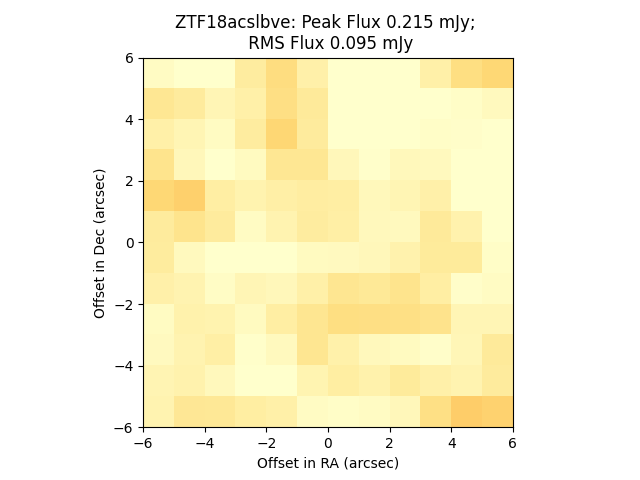 ZTF18acslbve: Peak Flux 0.215 mJy;
RMS Flux 0.095 mJy
6
4
2
0
−2
−4
−6
Offset in Dec (arcsec)
−6 −4 −2 0 2 4 6
Offset in RA (arcsec)